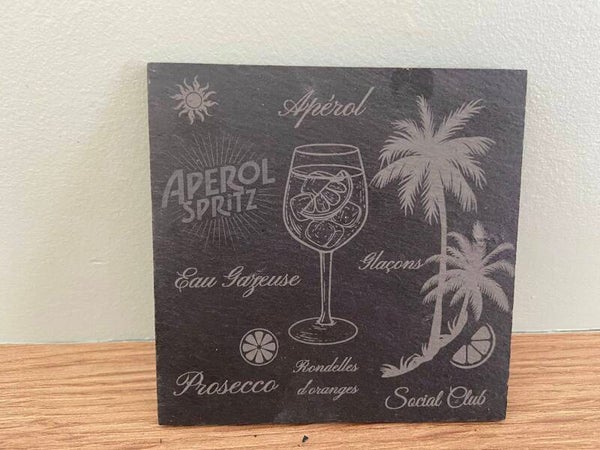 Apérol
APEROL
SPRITZ
Eau Gazeuse
Glaçons
Prosecco
Rondelles
d'oranges
Social Club